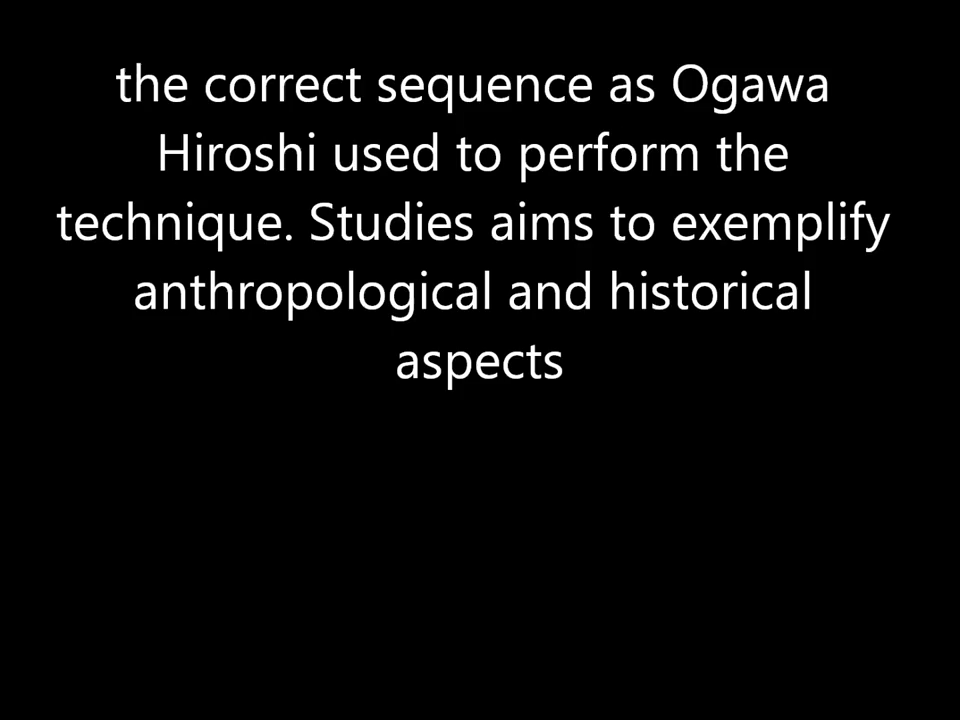 the correct sequence as Ogawa
Hiroshi used to perform the
technique. Studies aims to exemplify
anthropological and historical
aspects